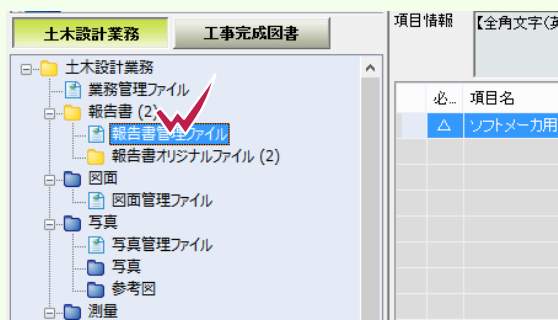 土木設計業務 工事完成図書
項目情報 【全角文字(英
土木設計業務
業務管理ファイル
報告書 (2)
報告書管理ファイル
報告書オリジナルファイル (2)
図面
図面管理ファイル
写真
写真管理ファイル
写真
参考図
測量
必... 項目名
△ ソフトメーカ用